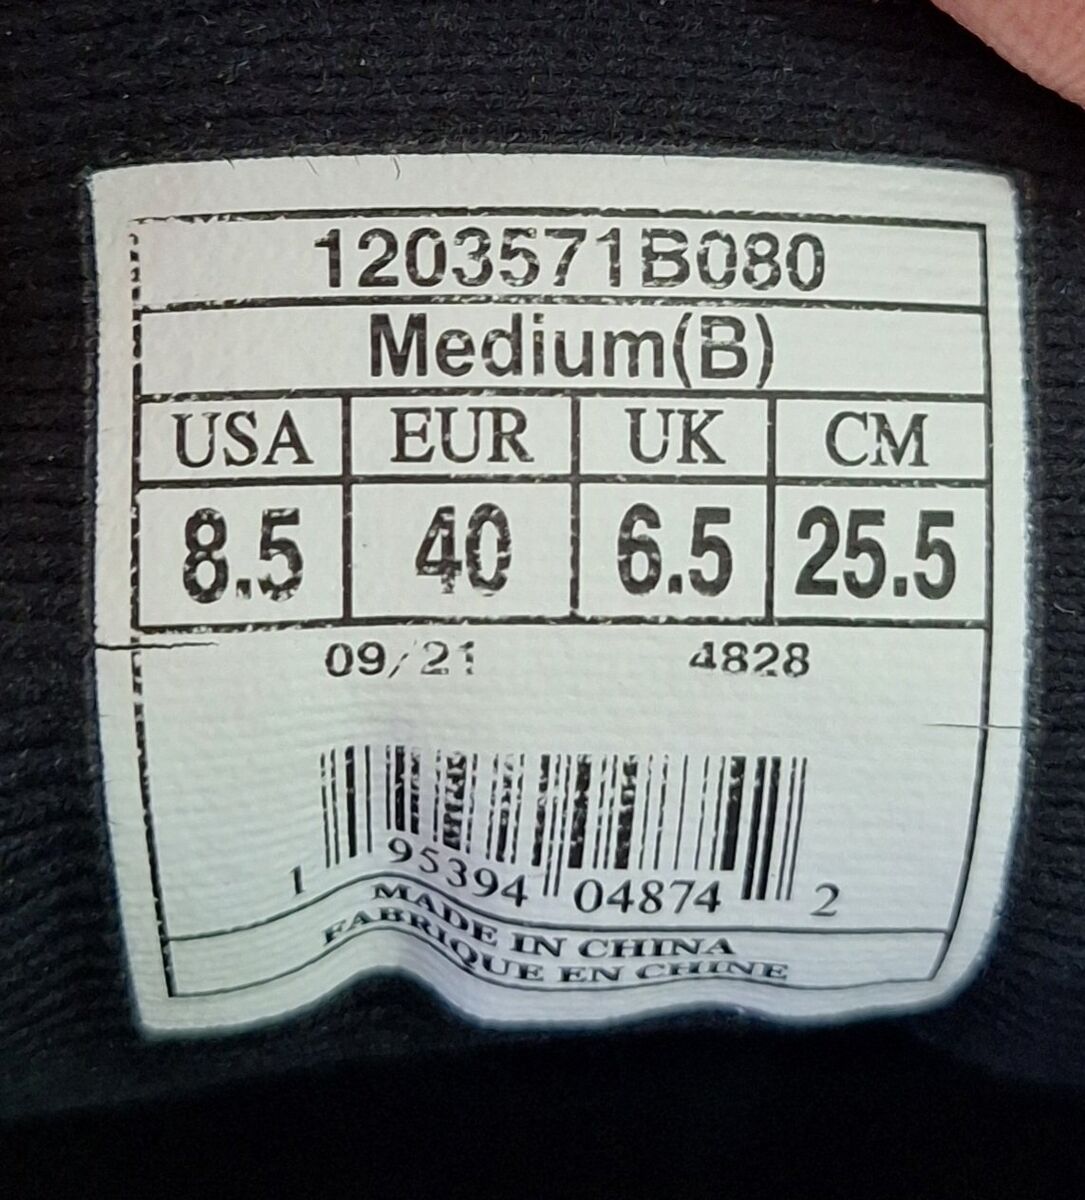 1203571B080
Medium(B)
USA EUR UK CM
8.5 40 6.5 25.5
09/21 4828
1 95394 04874 2
MADE IN CHINA
FABRIQUE EN CHINE